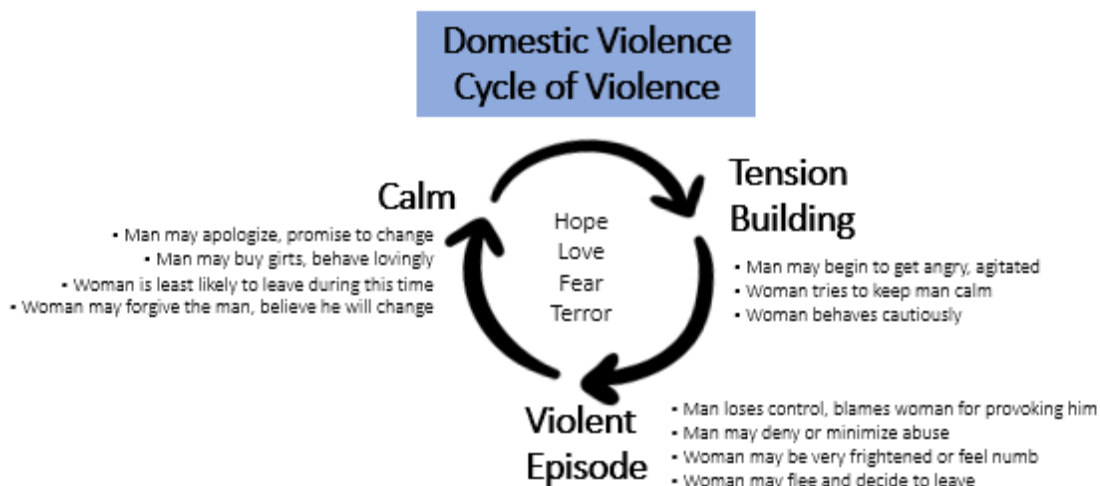 Domestic Violence
Cycle of Violence
Calm
▪ Man may apologize, promise to change
▪ Man may buy girts, behave lovingly
▪ Woman is least likely to leave during this time
▪ Woman may forgive the man, believe he will change
Hope
Love
Fear
Terror
Tension
Building
▪ Man may begin to get angry, agitated
▪ Woman tries to keep man calm
▪ Woman behaves cautiously
Violent
Episode
▪ Man loses control, blames woman for provoking him
▪ Man may deny or minimize abuse
▪ Woman may be very frightened or feel numb
▪ Woman may flee and decide to leave